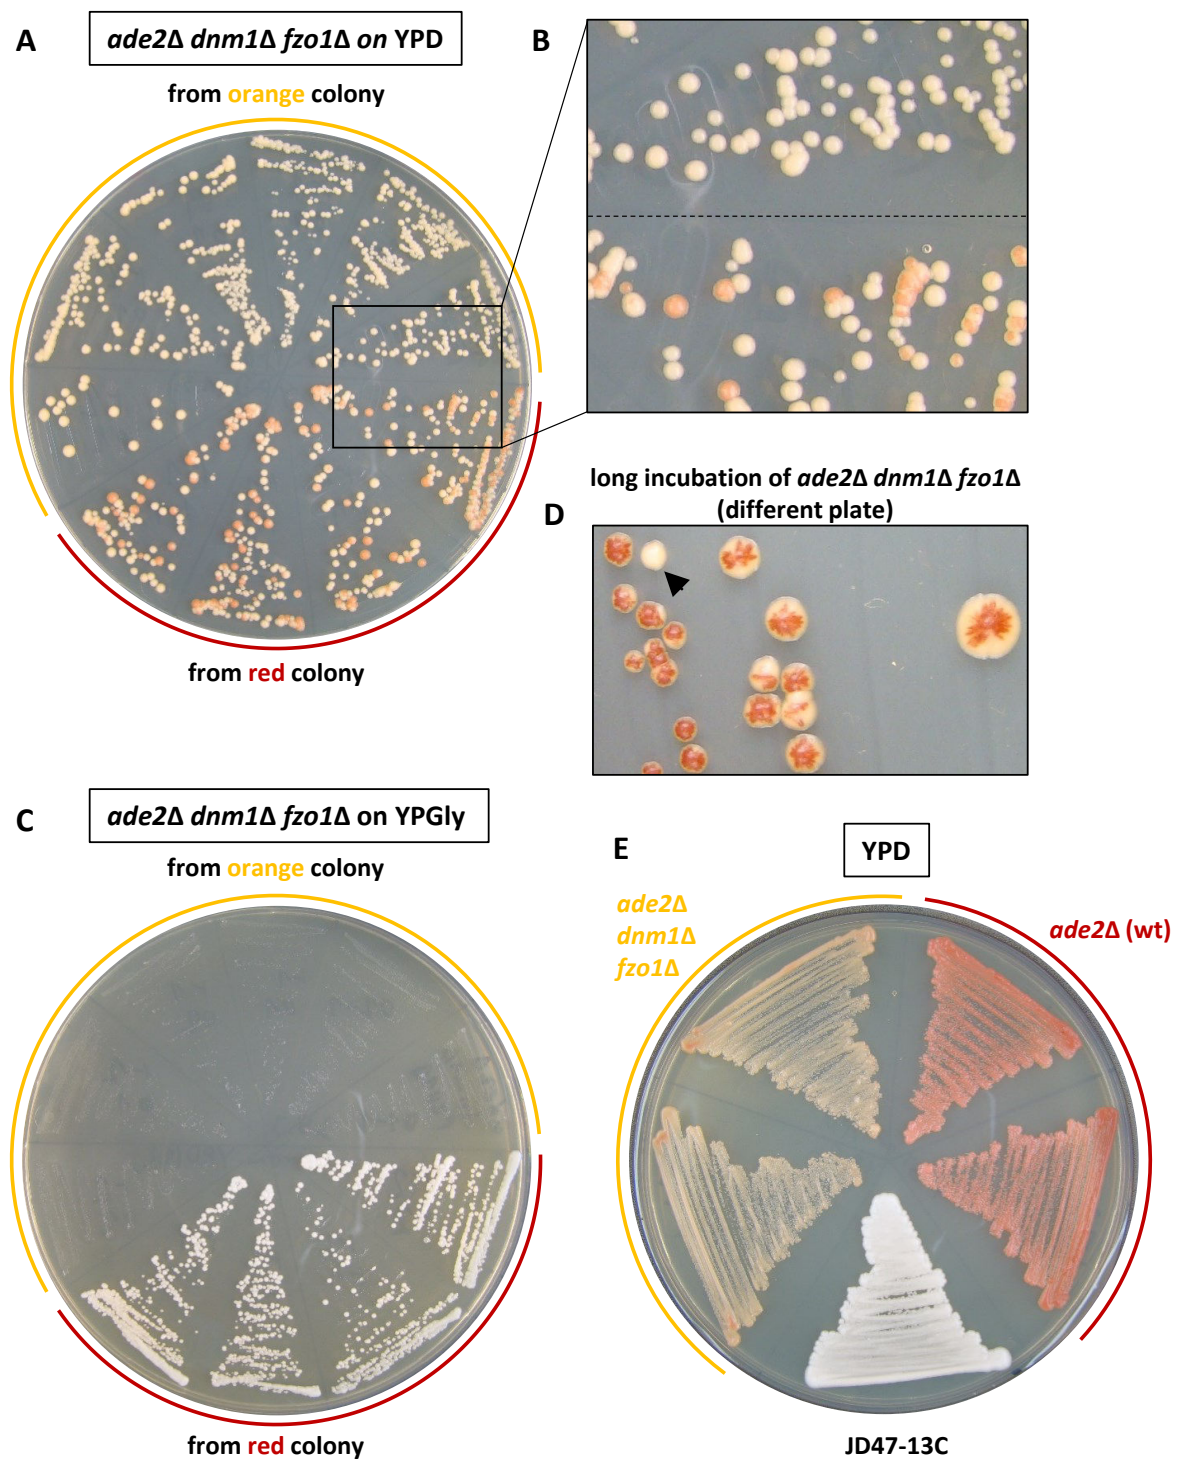 A
ade2Δ dnm1Δ fzo1Δ on YPD
from orange colony
B
from red colony
long incubation of ade2Δ dnm1Δ fzo1Δ
(different plate)
D
C
ade2Δ dnm1Δ fzo1Δ on YPGly
from orange colony
from red colony
E
YPD
ade2Δ
dnm1Δ
fzo1Δ
ade2Δ (wt)
JD47-13C